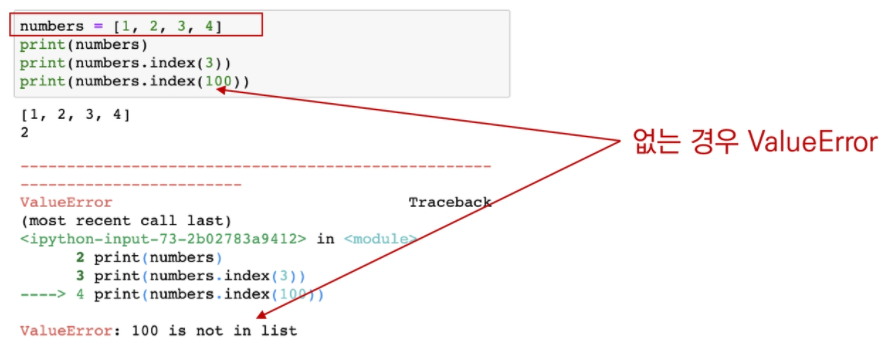 numbers = [1, 2, 3, 4]
print(numbers)
print(numbers.index(3))
print(numbers.index(100))
[1, 2, 3, 4]
2
없는 경우 ValueError
---------------------------------------------------
------------------------
ValueError                                Traceback
(most recent call last)
<ipython-input-73-2b02783a9412> in <module>
      2 print(numbers)
      3 print(numbers.index(3))
----> 4 print(numbers.index(100))
ValueError: 100 is not in list